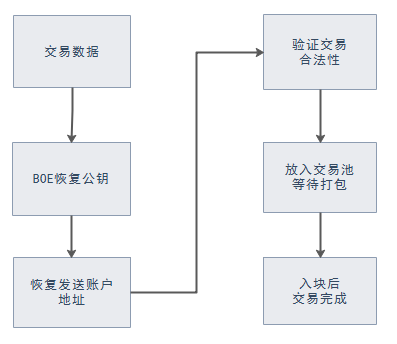 交易数据
BOE恢复公钥
恢复发送账户
地址
验证交易
合法性
放入交易池
等待打包
入块后
交易完成